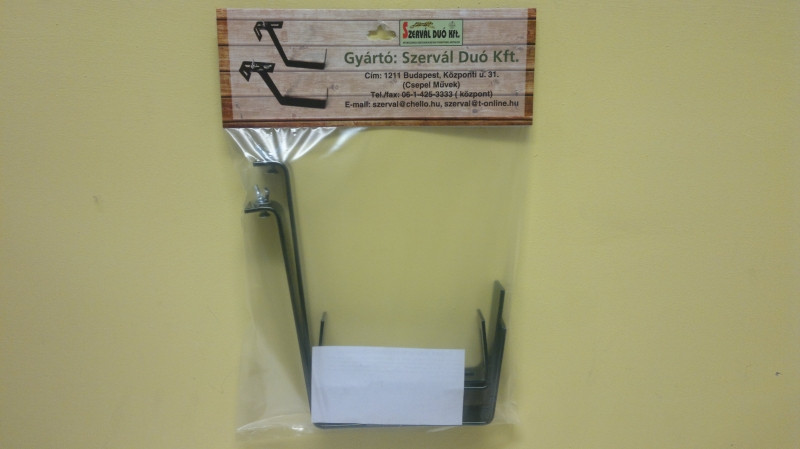 SZERVÁL DUÓ Kft.
Gyártó: Szervál Duó Kft.
Cím: 1211 Budapest, Központi u. 31.
(Csepel Művek)
Tel./fax: 06-1-425-3333 ( központ)
E-mail: szerval@chello.hu, szerval@t-online.hu